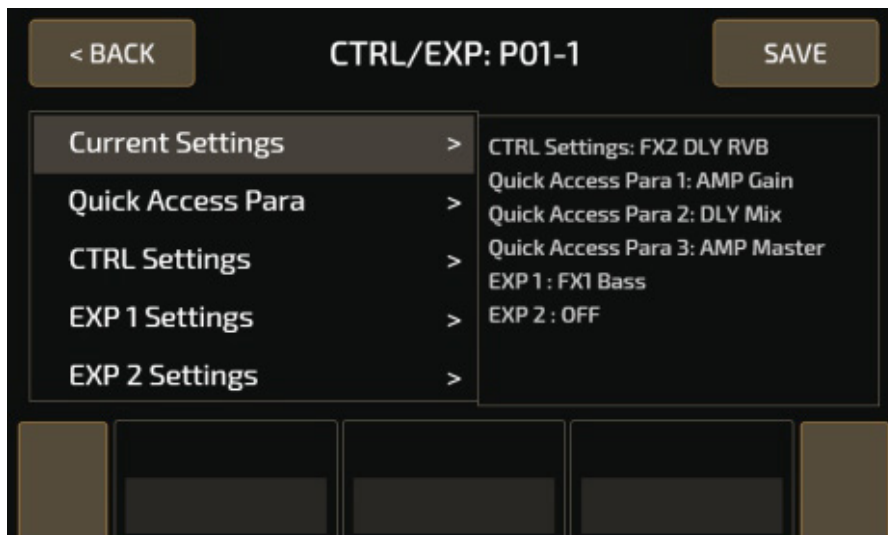 < BACK
CTRL/EXP: P01-1
SAVE
Current Settings >
Quick Access Para >
CTRL Settings >
EXP 1 Settings >
EXP 2 Settings >
CTRL Settings: FX2 DLY RVB
Quick Access Para 1: AMP Gain
Quick Access Para 2: DLY Mix
Quick Access Para 3: AMP Master
EXP 1 : FX1 Bass
EXP 2 : OFF